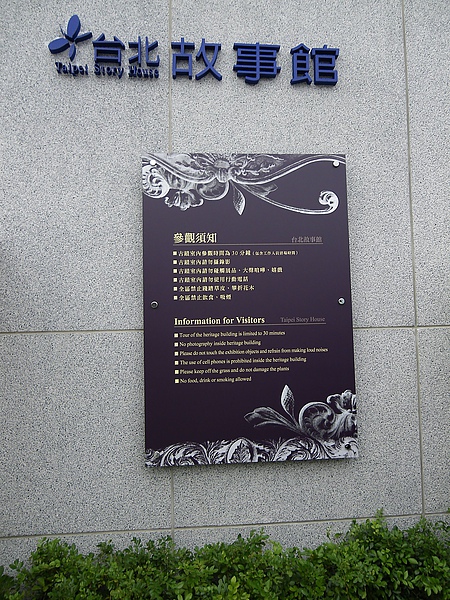 台北故事館
Taipei Story House
參觀須知
台北故事館
■古蹟室內參觀時間為 30 分鐘
■古蹟室內請勿攝錄影
■古蹟室內請勿碰觸展品、大聲喧嘩、嬉戲
■古蹟室內請勿使用行動電話
■全區禁止踐踏草皮、攀折花木
■全區禁止飲食、吸煙
Information for Visitors
Taipei Story House
■ Tour of the heritage building is limited to 30 minutes
■ No photography inside heritage building
■ Please do not touch the exhibition objects and refrain from making loud noises
■ The use of cell phones is prohibited inside the heritage building
■ Please keep off the grass and do not damage the plants
■ No food, drink or smoking allowed